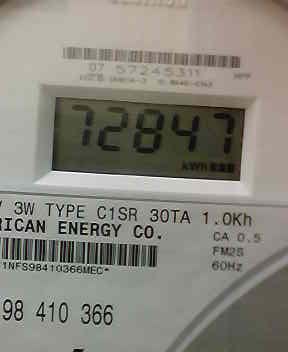 07 57245311
72847
kWh
V 3W TYPE C1SR 30TA 1.0Kh
RICAN ENERGY CO. CA 0.5
FM2S
60Hz
1NFS98410366MEC*
98 410 366